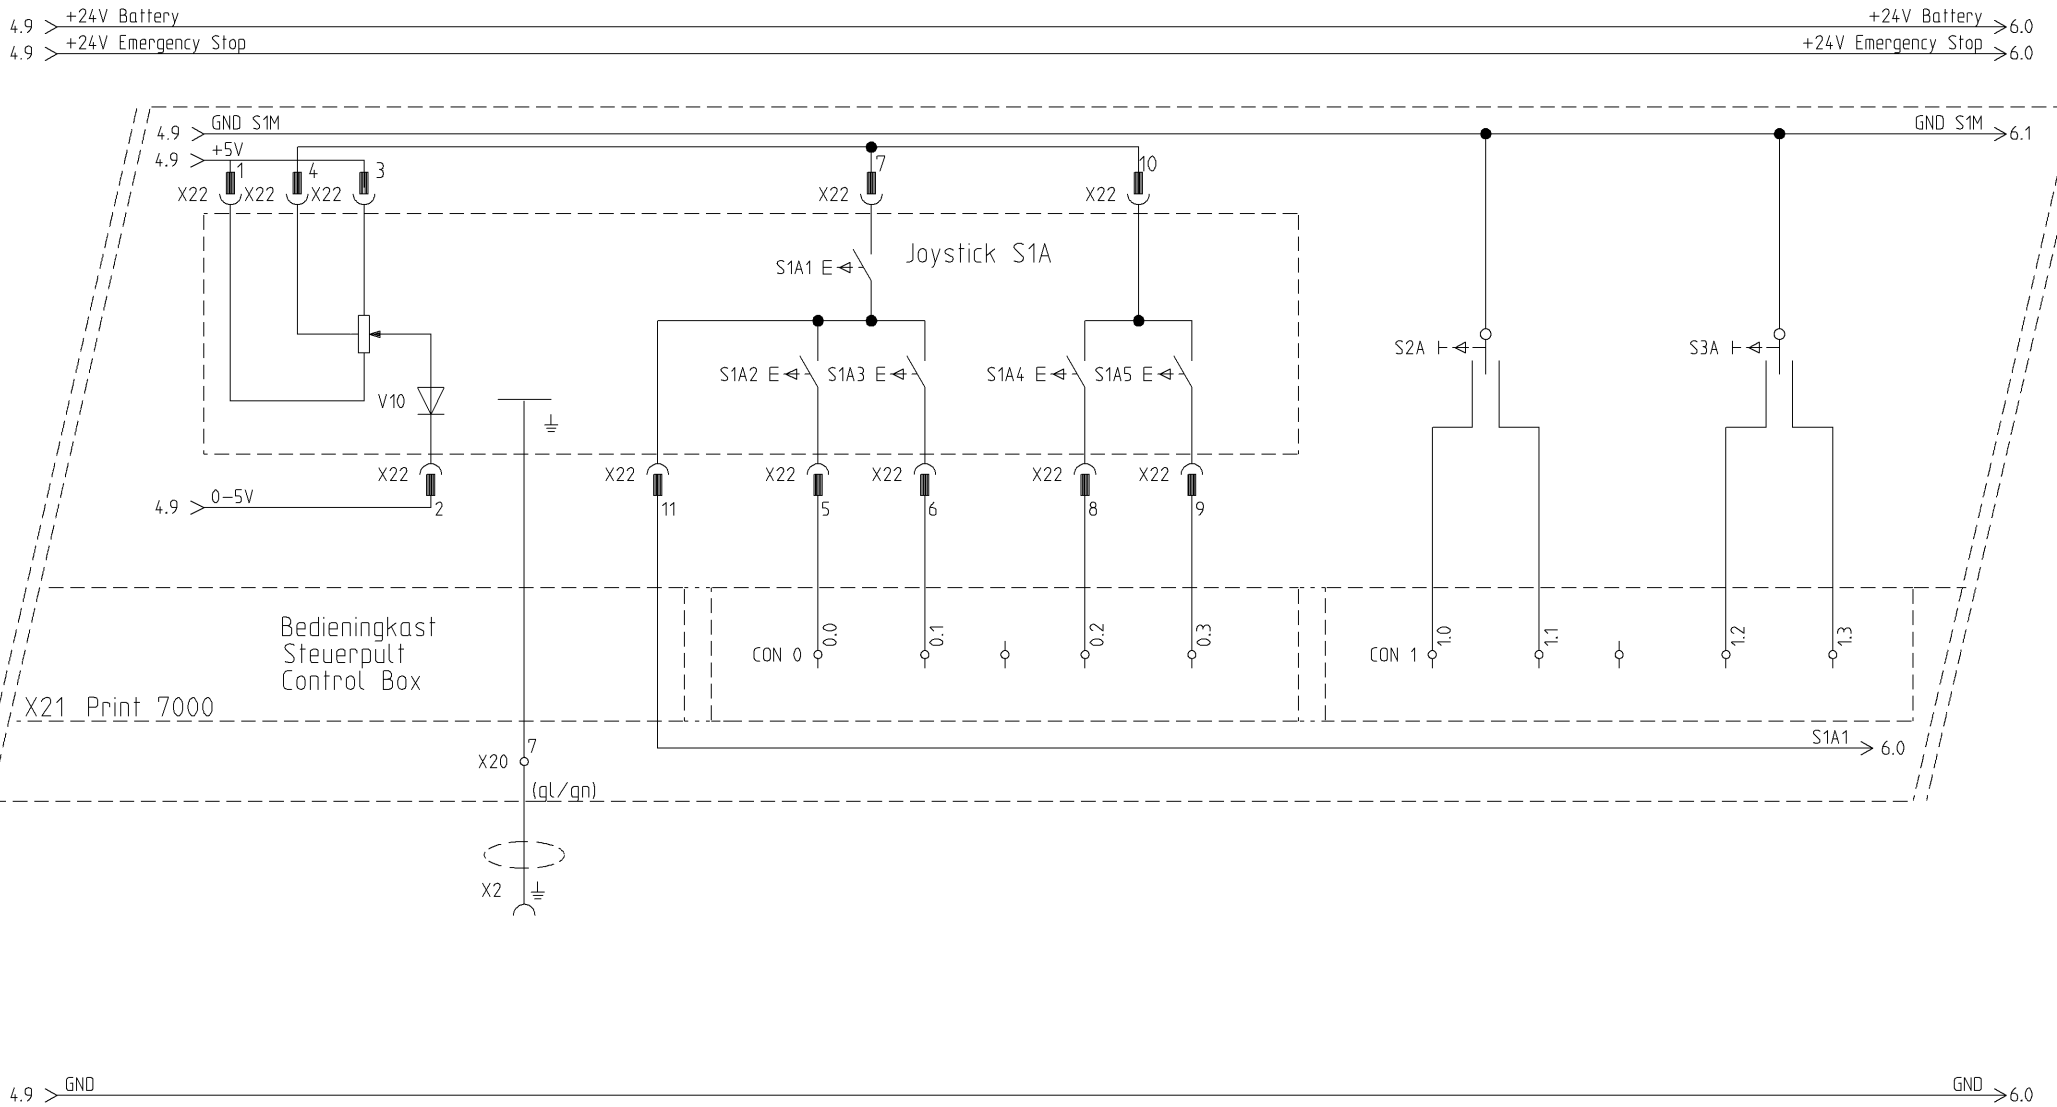 4.9 +24V Battery +24V Battery 6.0
4.9 +24V Emergency Stop +24V Emergency Stop 6.0
4.9 GND S1M GND S1M 6.1
4.9 +5V
1 4 3 7 10
X22 X22 X22 X22 X22
Joystick S1A
S1A1
S2A S3A
S1A2 S1A3 S1A4 S1A5
V10
X22 X22 X22 X22 X22 X22
4.9 0-5V
2 11 5 6 8 9
Bedieningkast
Steuerpult
Control Box
0.0 0.1 0.2 0.3 1.0 1.1 1.2 1.3
CON 0 CON 1
X21 Print 7000
S1A1 6.0
7
X20
(gl/gn)
X2
4.9 GND GND 6.0